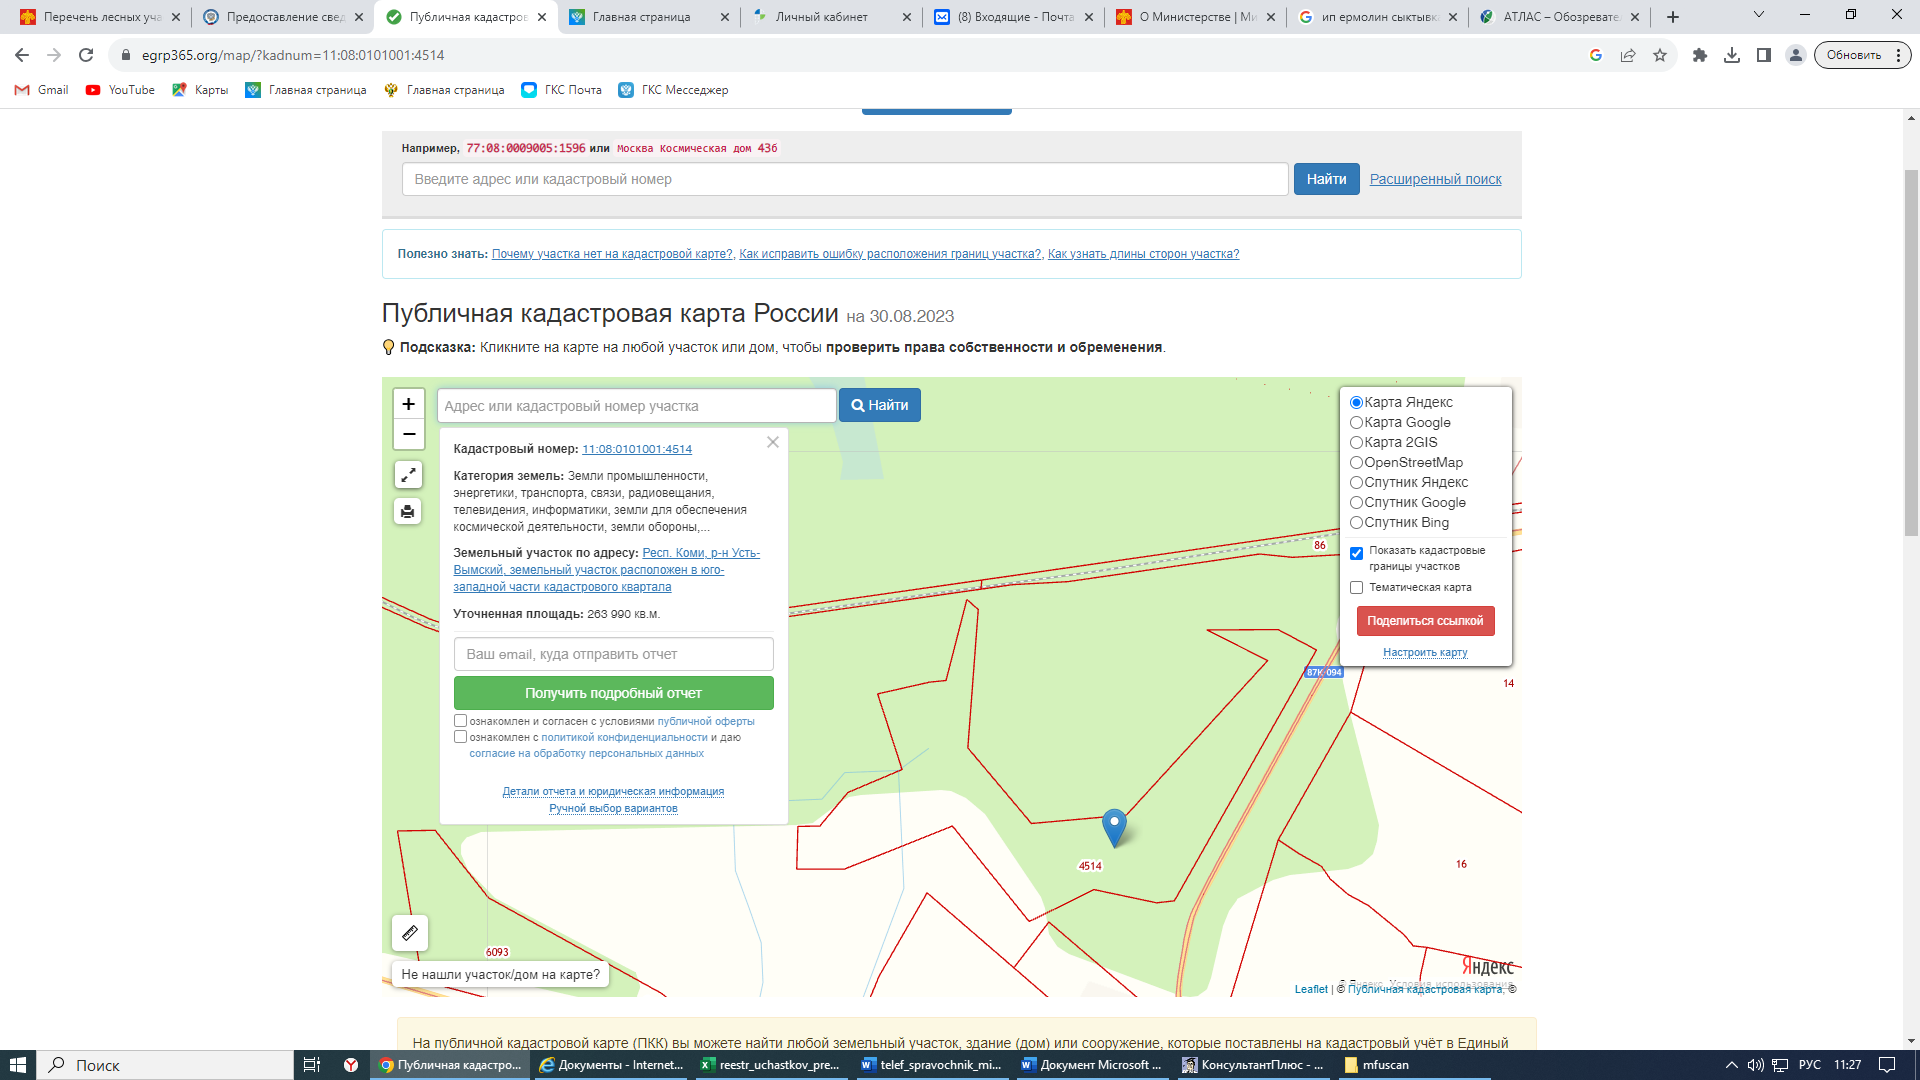 Перечень лесных уча
Предоставление свед
Публичная кадастров
Главная страница
Личный кабинет
(8) Входящие - Почта
О Министерстве | Ми
ип ермолин сыктывк
АТЛАС – Обозревате
egrp365.org/map/?kadnum=11:08:0101001:4514
Обновить
Gmail
YouTube
Карты
Главная страница
Главная страница
ГКС Почта
ГКС Месседжер
Например, 77:08:0009005:1596 или Москва Космическая дом 43б
Введите адрес или кадастровый номер
Найти
Расширенный поиск
Полезно знать: Почему участка нет на кадастровой карте?, Как исправить ошибку расположения границ участка?, Как узнать длины сторон участка?
Публичная кадастровая карта России на 30.08.2023
Подсказка: Кликните на карте на любой участок или дом, чтобы проверить права собственности и обременения.
+
−
Адрес или кадастровый номер участка
Найти
Кадастровый номер: 11:08:0101001:4514
Категория земель: Земли промышленности,
энергетики, транспорта, связи, радиовещания,
телевидения, информатики, земли для обеспечения
космической деятельности, земли обороны,...
Земельный участок по адресу: Респ. Коми, р-н Усть-
Вымский, земельный участок расположен в юго-
западной части кадастрового квартала
Уточненная площадь: 263 990 кв.м.
Ваш email, куда отправить отчет
Получить подробный отчет
ознакомлен и согласен с условиями публичной оферты
ознакомлен с политикой конфиденциальности и даю
согласие на обработку персональных данных
Детали отчета и юридическая информация
Ручной выбор вариантов
Карта Яндекс
Карта Google
Карта 2GIS
OpenStreetMap
Спутник Яндекс
Спутник Google
Спутник Bing
Показать кадастровые
границы участков
Тематическая карта
Поделиться ссылкой
Настроить карту
86
87К-094
14
16
4514
6093
Не нашли участок/дом на карте?
Яндекс
© Яндекс Условия использования
Leaflet | © Публичная кадастровая карта, ©
На публичной кадастровой карте (ПКК) вы можете найти любой земельный участок, здание (дом) или сооружение, которые поставлены на кадастровый учёт в Единый
Поиск
Публичная кадастро...
Документы - Internet...
reestr_uchastkov_pre...
telef_spravochnik_mi...
Документ Microsoft ...
КонсультантПлюс - ...
mfuscan
РУС
11:27